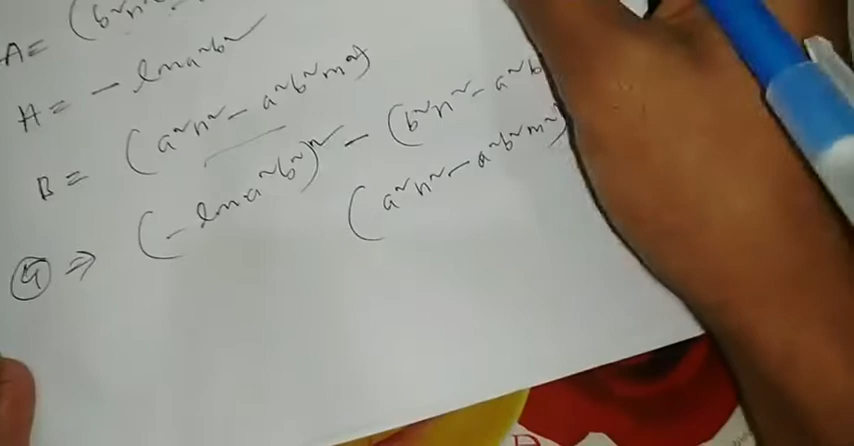 A = (b²n²
H = - lma²b²
B = (a²n² - a²b²m²)
④ ⇒ (- lma²b²)² - (b²n² - a²b
(a²n² - a²b²m²)